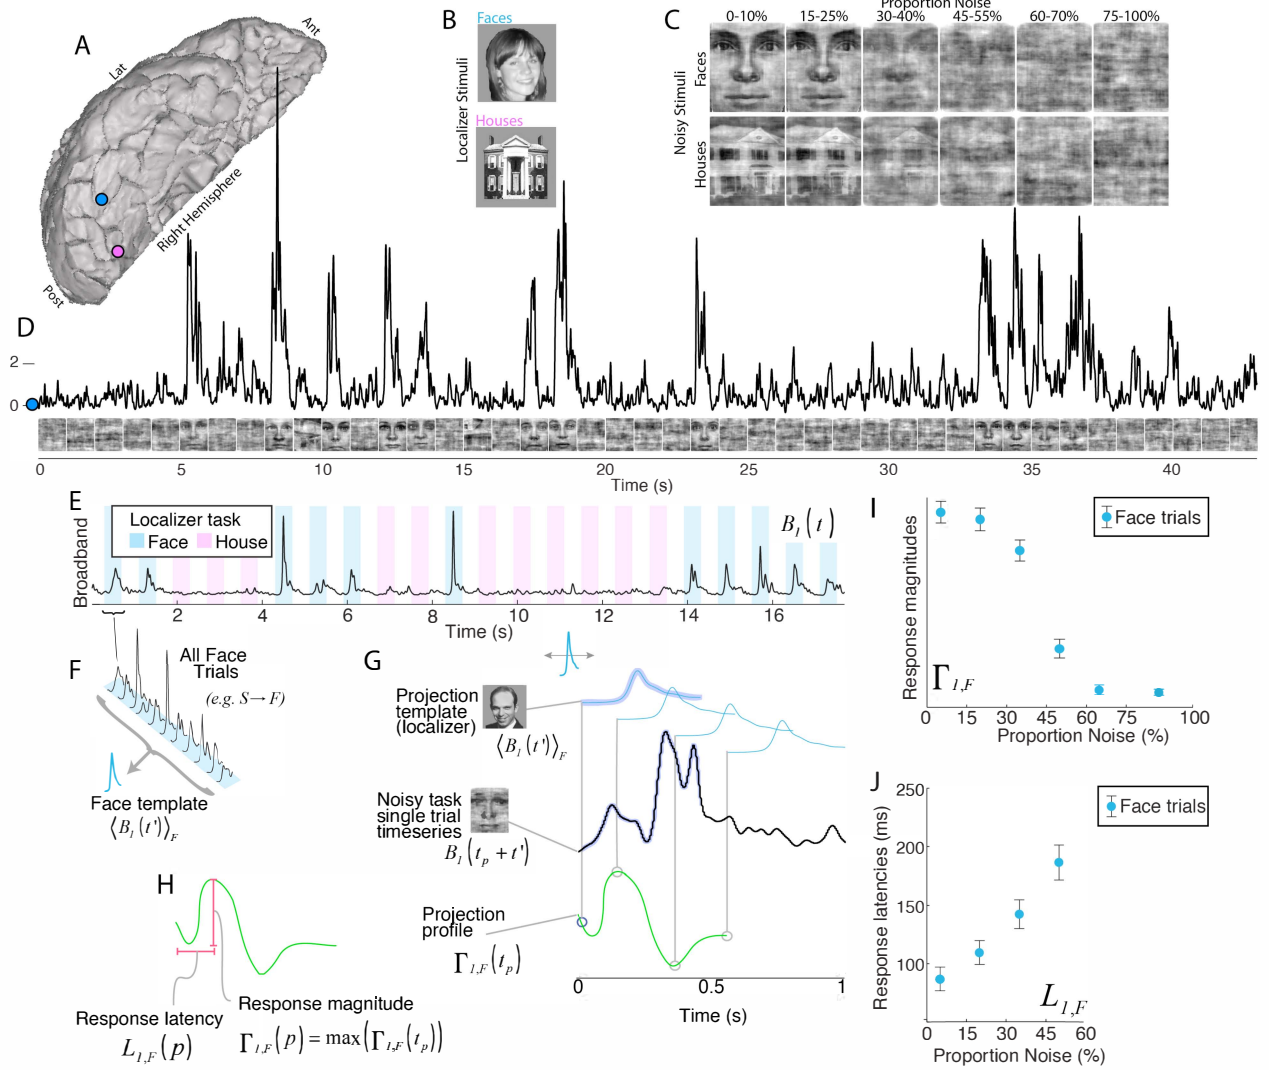 A
Ant
Lat
Right Hemisphere
Post
B
Faces
Localizer Stimuli
Houses
C
Proportion Noise
0-10% 15-25% 30-40% 45-55% 60-70% 75-100%
Noisy Stimuli
Faces
Houses
D
2
0
0 5 10 15 20 25 30 35 40
Time (s)
E
Localizer task
Face House
B1(t)
Broadband
2 4 6 8 10 12 14 16
Time (s)
F
All Face
Trials
(e.g. S→F)
Face template
⟨B1(t')⟩F
G
Projection
template
(localizer)
⟨B1(t')⟩F
Noisy task
single trial
timeseries
B1(tp + t')
Projection
profile
Γ1,F(tp)
0 0.5 1
Time (s)
H
Response latency
L1,F(p)
Response magnitude
Γ1,F(p) = max(Γ1,F(tp))
I
Face trials
Response magnitudes
Γ1,F
0 15 30 45 60 75 100
Proportion Noise (%)
J
Face trials
250
200
150
100
Response latencies (ms)
L1,F
0 15 30 45 60
Proportion Noise (%)